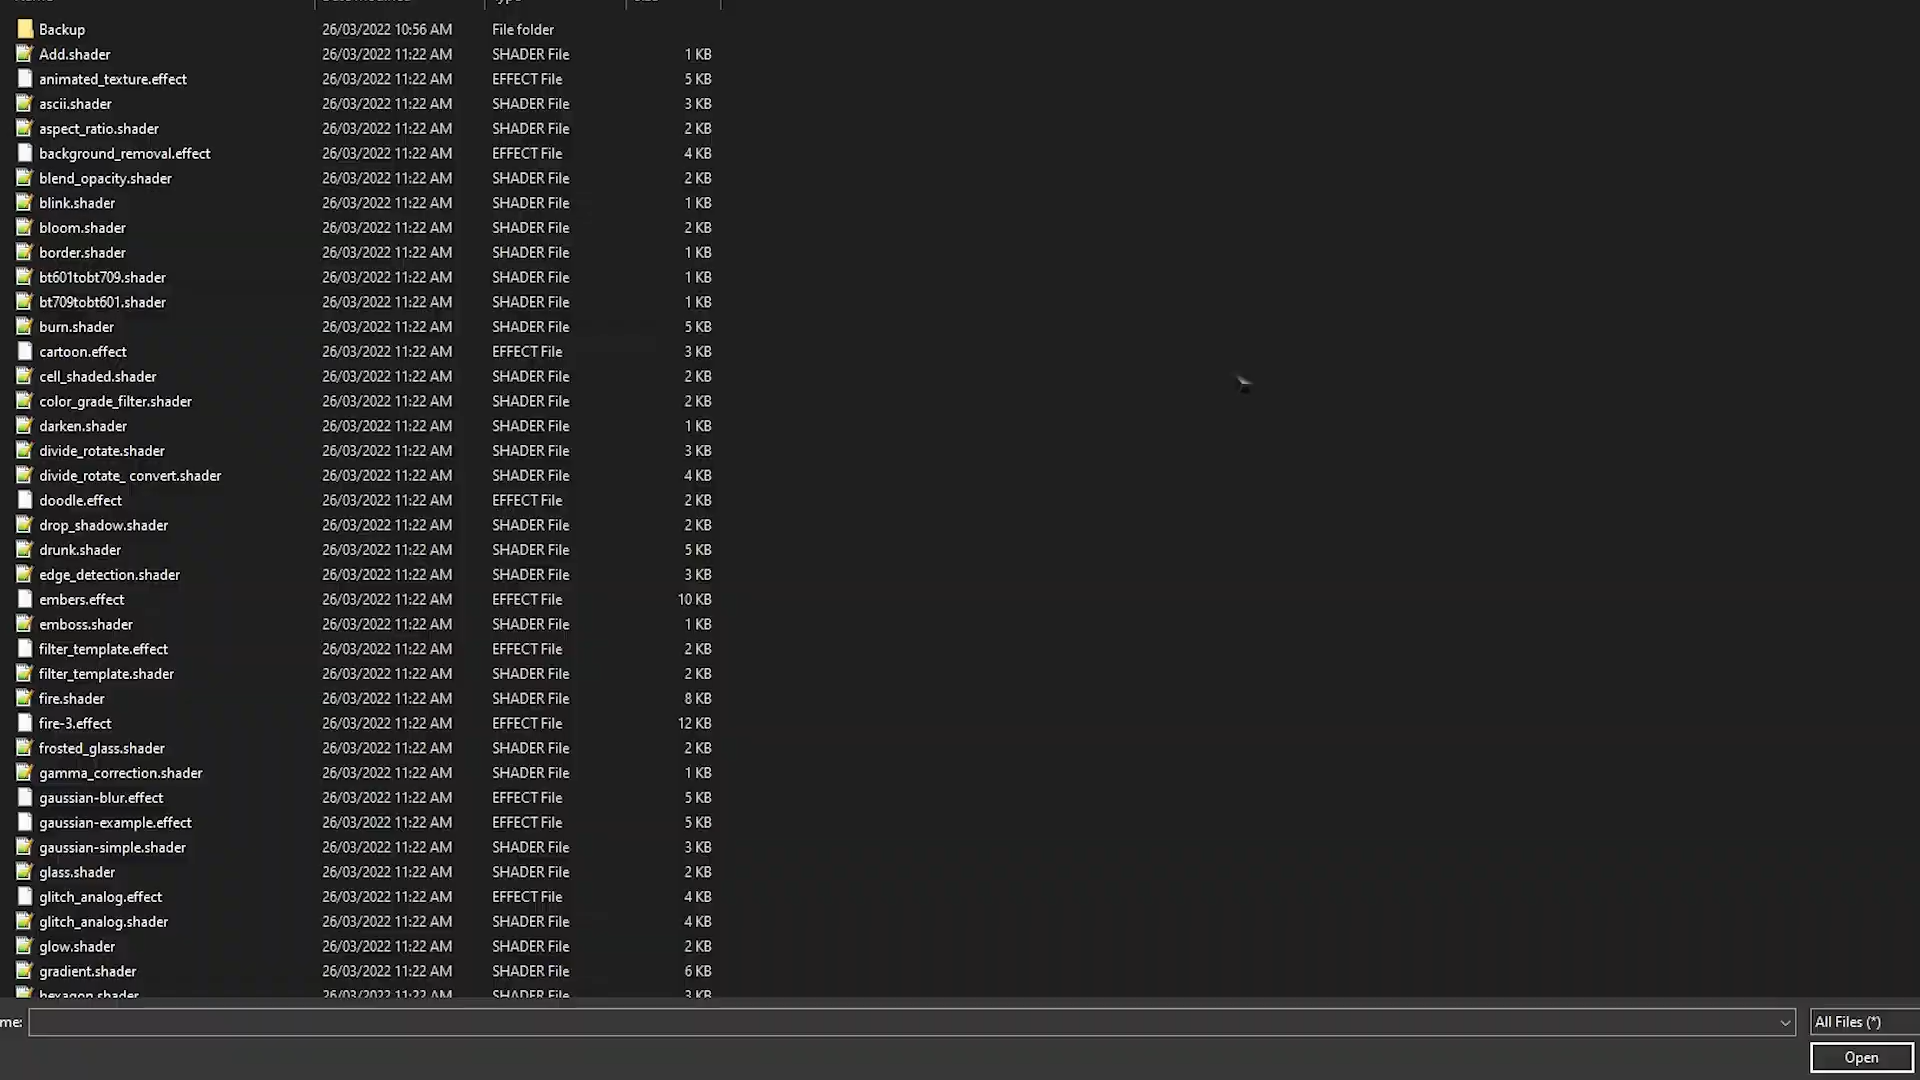 Backup 26/03/2022 10:56 AM File folder
Add.shader 26/03/2022 11:22 AM SHADER File 1 KB
animated_texture.effect 26/03/2022 11:22 AM EFFECT File 5 KB
ascii.shader 26/03/2022 11:22 AM SHADER File 3 KB
aspect_ratio.shader 26/03/2022 11:22 AM SHADER File 2 KB
background_removal.effect 26/03/2022 11:22 AM EFFECT File 4 KB
blend_opacity.shader 26/03/2022 11:22 AM SHADER File 2 KB
blink.shader 26/03/2022 11:22 AM SHADER File 1 KB
bloom.shader 26/03/2022 11:22 AM SHADER File 2 KB
border.shader 26/03/2022 11:22 AM SHADER File 1 KB
bt601tobt709.shader 26/03/2022 11:22 AM SHADER File 1 KB
bt709tobt601.shader 26/03/2022 11:22 AM SHADER File 1 KB
burn.shader 26/03/2022 11:22 AM SHADER File 5 KB
cartoon.effect 26/03/2022 11:22 AM EFFECT File 3 KB
cell_shaded.shader 26/03/2022 11:22 AM SHADER File 2 KB
color_grade_filter.shader 26/03/2022 11:22 AM SHADER File 2 KB
darken.shader 26/03/2022 11:22 AM SHADER File 1 KB
divide_rotate.shader 26/03/2022 11:22 AM SHADER File 3 KB
divide_rotate_ convert.shader 26/03/2022 11:22 AM SHADER File 4 KB
doodle.effect 26/03/2022 11:22 AM EFFECT File 2 KB
drop_shadow.shader 26/03/2022 11:22 AM SHADER File 2 KB
drunk.shader 26/03/2022 11:22 AM SHADER File 5 KB
edge_detection.shader 26/03/2022 11:22 AM SHADER File 3 KB
embers.effect 26/03/2022 11:22 AM EFFECT File 10 KB
emboss.shader 26/03/2022 11:22 AM SHADER File 1 KB
filter_template.effect 26/03/2022 11:22 AM EFFECT File 2 KB
filter_template.shader 26/03/2022 11:22 AM SHADER File 2 KB
fire.shader 26/03/2022 11:22 AM SHADER File 8 KB
fire-3.effect 26/03/2022 11:22 AM EFFECT File 12 KB
frosted_glass.shader 26/03/2022 11:22 AM SHADER File 2 KB
gamma_correction.shader 26/03/2022 11:22 AM SHADER File 1 KB
gaussian-blur.effect 26/03/2022 11:22 AM EFFECT File 5 KB
gaussian-example.effect 26/03/2022 11:22 AM EFFECT File 5 KB
gaussian-simple.shader 26/03/2022 11:22 AM SHADER File 3 KB
glass.shader 26/03/2022 11:22 AM SHADER File 2 KB
glitch_analog.effect 26/03/2022 11:22 AM EFFECT File 4 KB
glitch_analog.shader 26/03/2022 11:22 AM SHADER File 4 KB
glow.shader 26/03/2022 11:22 AM SHADER File 2 KB
gradient.shader 26/03/2022 11:22 AM SHADER File 6 KB
hexagon.shader 26/03/2022 11:22 AM SHADER File 3 KB
me: All Files (*)
Open